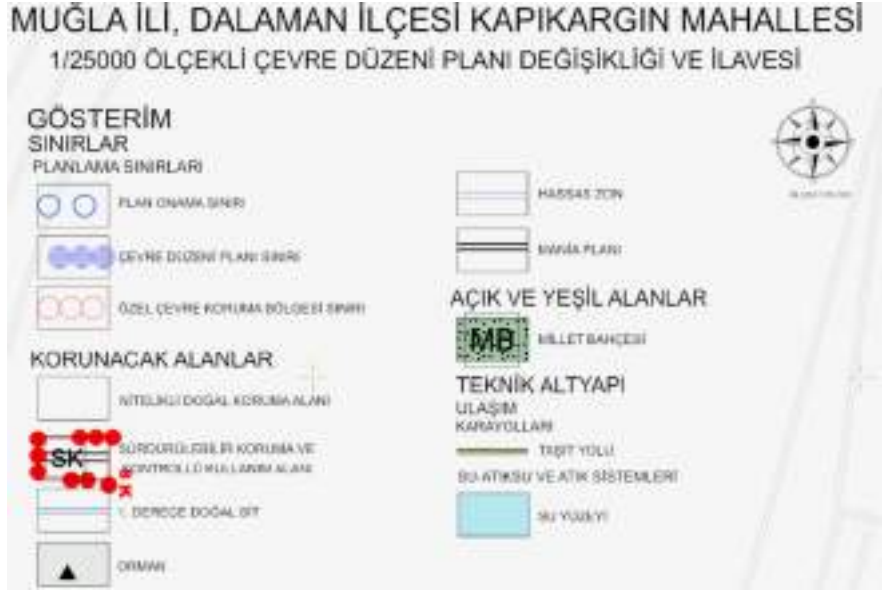 MUĞLA İLİ, DALAMAN İLÇESİ KAPIKARGIN MAHALLESİ
1/25000 ÖLÇEKLİ ÇEVRE DÜZENİ PLANI DEĞİŞİKLİĞİ VE İLAVESİ
GÖSTERİM
SINIRLAR
PLANLAMA SINIRLARI
PLAN ONAMA SINIRI
ÇEVRE DÜZENİ PLANI SINIRI
ÖZEL ÇEVRE KORUMA BÖLGESİ SINIRI
KORUNACAK ALANLAR
NİTELİKLİ DOĞAL KORUMA ALANI
SK
SÜRDÜRÜLEBİLİR KORUMA VE
KONTROLLÜ KULLANIM ALANI
1. DERECE DOĞAL SİT
ORMAN
HASSAS ZON
MANİA PLANI
AÇIK VE YEŞİL ALANLAR
MB
MİLLET BAHÇESİ
TEKNİK ALTYAPI
ULAŞIM
KARAYOLLARI
TAŞIT YOLU
SU-ATIKSU VE ATIK SİSTEMLERİ
SU YÜZEYİ